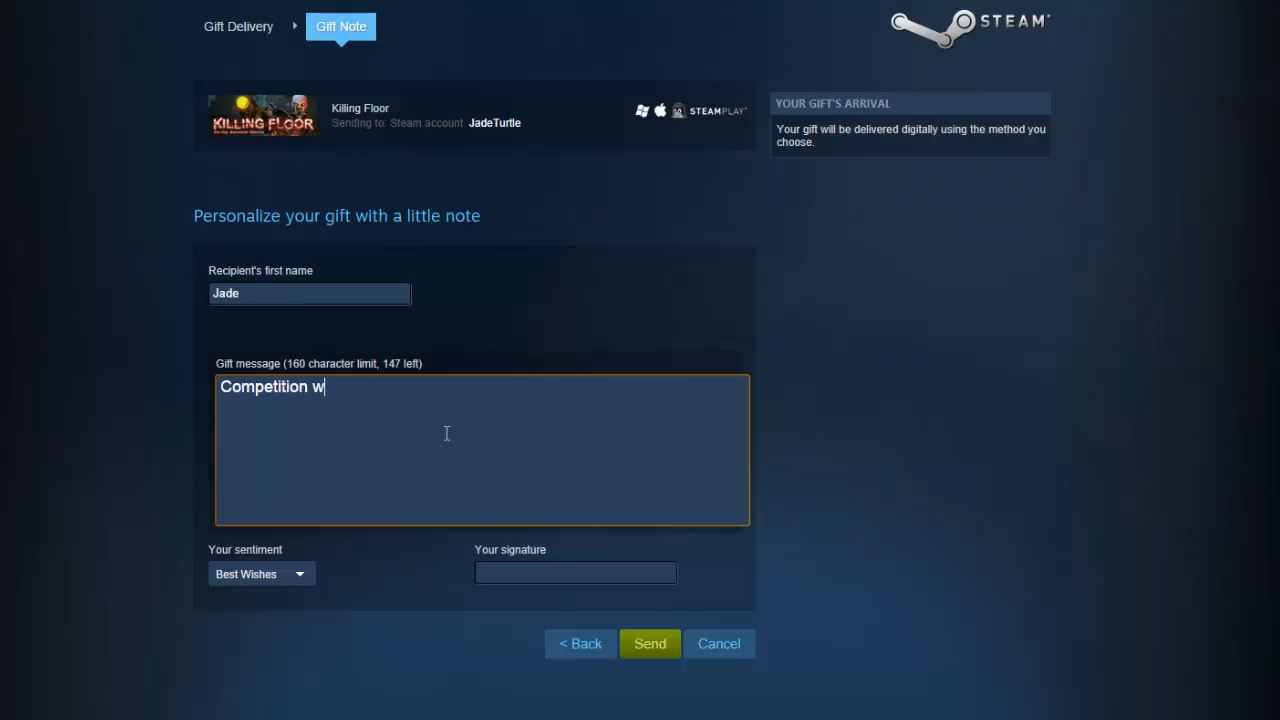 Gift Delivery
Gift Note
STEAM
KILLING FLOOR
Killing Floor
Sending to: Steam account JadeTurtle
STEAMPLAY
YOUR GIFT'S ARRIVAL
Your gift will be delivered digitally using the method you
choose.
Personalize your gift with a little note
Recipient's first name
Jade
Gift message (160 character limit, 147 left)
Competition w
Your sentiment
Your signature
Best Wishes
< Back
Send
Cancel